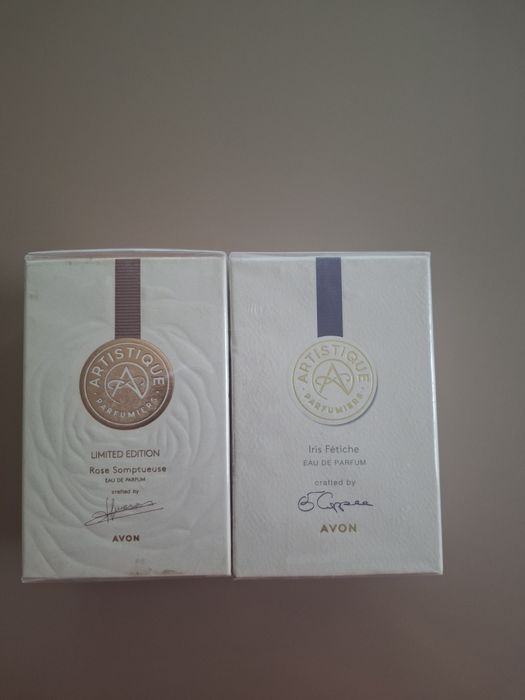 ARTISTIQUE
PARFUMIERS
LIMITED EDITION
Rose Somptueuse
EAU DE PARFUM
crafted by
AVON
ARTISTIQUE
PARFUMIERS
Iris Fétiche
EAU DE PARFUM
crafted by
AVON